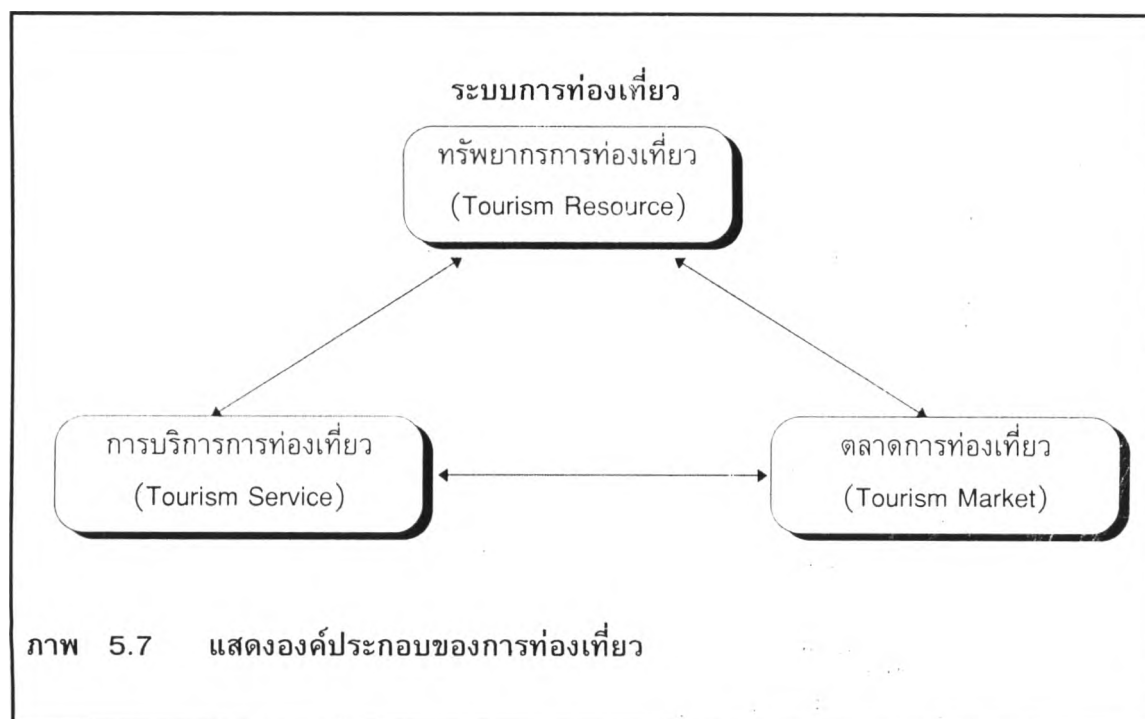 ระบบการท่องเที่ยว
ทรัพยากรการท่องเที่ยว
(Tourism Resource)
การบริการการท่องเที่ยว
(Tourism Service)
ตลาดการท่องเที่ยว
(Tourism Market)
ภาพ 5.7 แสดงองค์ประกอบของการท่องเที่ยว